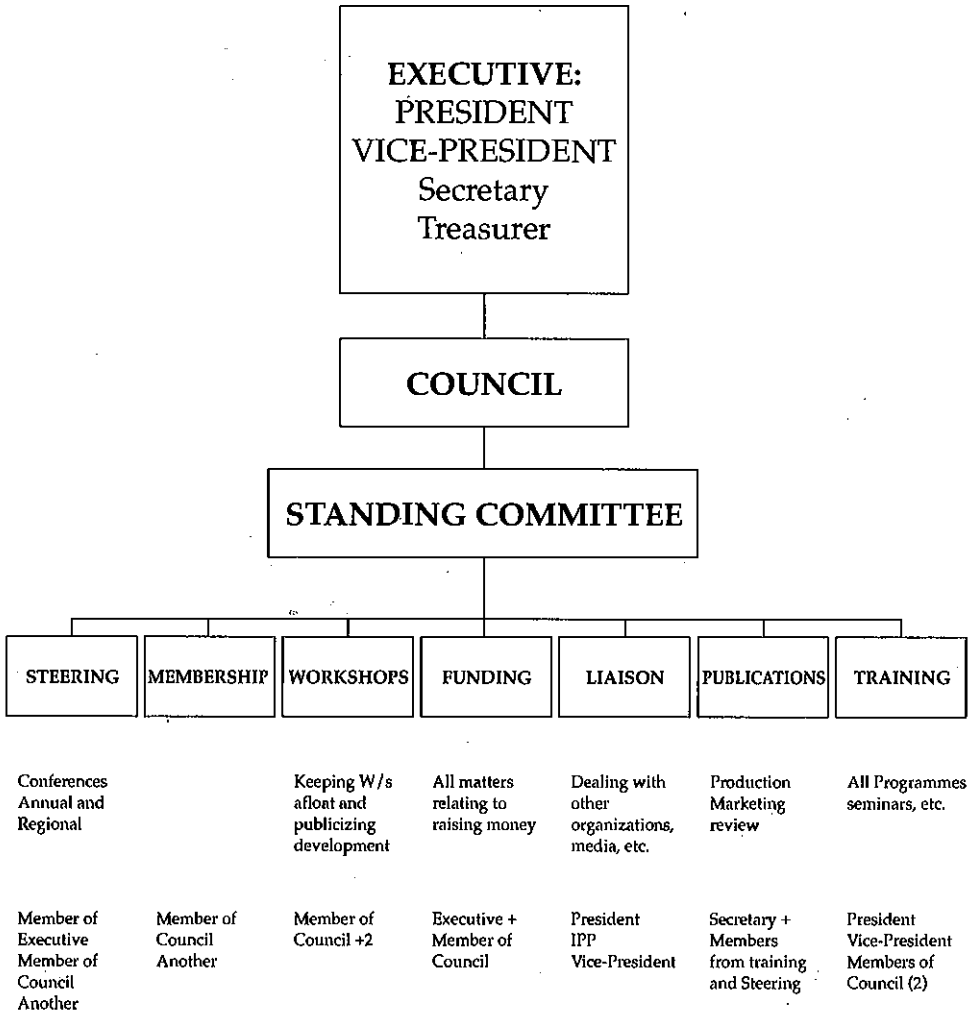 EXECUTIVE:
PRESIDENT
VICE-PRESIDENT
Secretary
Treasurer
COUNCIL
STANDING COMMITTEE
STEERING
MEMBERSHIP
WORKSHOPS
FUNDING
LIAISON
PUBLICATIONS
TRAINING
Conferences
Annual and
Regional
Keeping W/s
afloat and
publicizing
development
All matters
relating to
raising money
Dealing with
other
organizations,
media, etc.
Production
Marketing
review
All Programmes
seminars, etc.
Member of
Executive
Member of
Council
Another
Member of
Council
Another
Member of
Council +2
Executive +
Member of
Council
President
IPP
Vice-President
Secretary +
Members
from training
and Steering
President
Vice-President
Members of
Council (2)